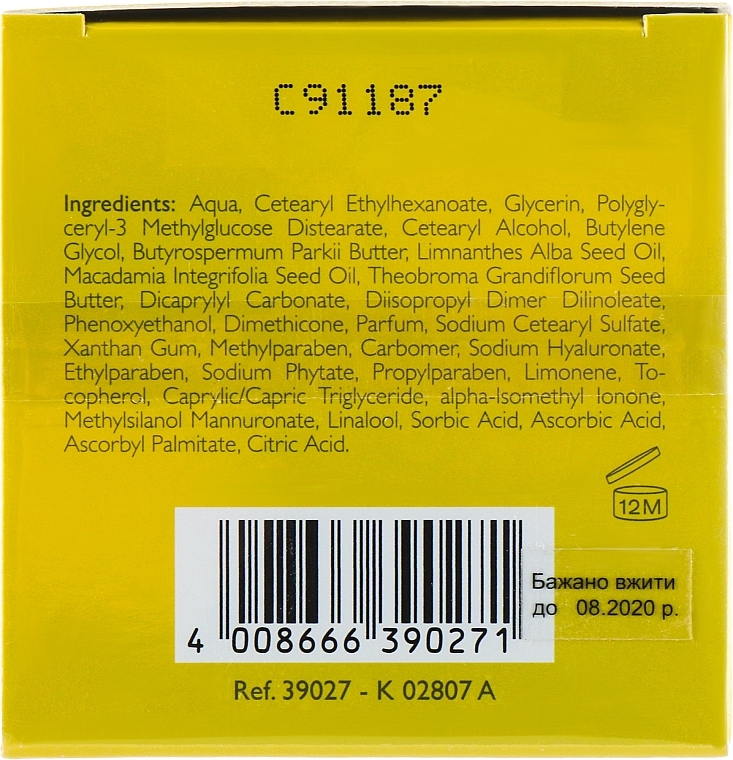 C91187
Ingredients: Aqua, Cetearyl Ethylhexanoate, Glycerin, Polygly-
ceryl-3 Methylglucose Distearate, Cetearyl Alcohol, Butylene
Glycol, Butyrospermum Parkii Butter, Limnanthes Alba Seed Oil,
Macadamia Integrifolia Seed Oil, Theobroma Grandiflorum Seed
Butter, Dicaprylyl Carbonate, Diisopropyl Dimer Dilinoleate,
Phenoxyethanol, Dimethicone, Parfum, Sodium Cetearyl Sulfate,
Xanthan Gum, Methylparaben, Carbomer, Sodium Hyaluronate,
Ethylparaben, Sodium Phytate, Propylparaben, Limonene, To-
copherol, Caprylic/Capric Triglyceride, alpha-Isomethyl Ionone,
Methylsilanol Mannuronate, Linalool, Sorbic Acid, Ascorbic Acid,
Ascorbyl Palmitate, Citric Acid.
12M
Бажано вжити
до 08.2020 р.
4 008666 390271
Ref. 39027 - K 02807 A